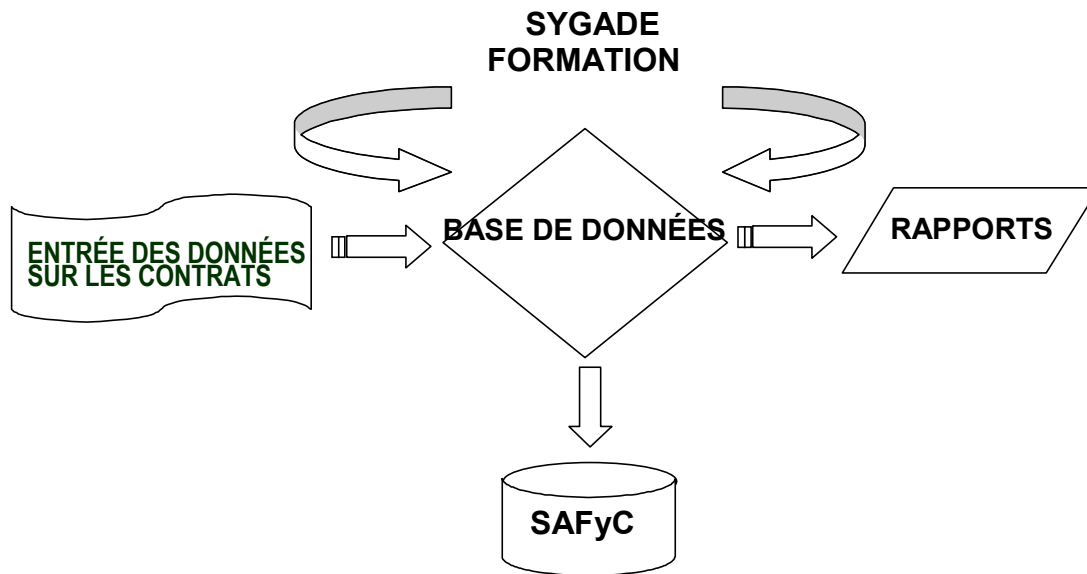 SYGADE
FORMATION
ENTRÉE DES DONNÉES
SUR LES CONTRATS
BASE DE DONNÉES
RAPPORTS
SAFyC